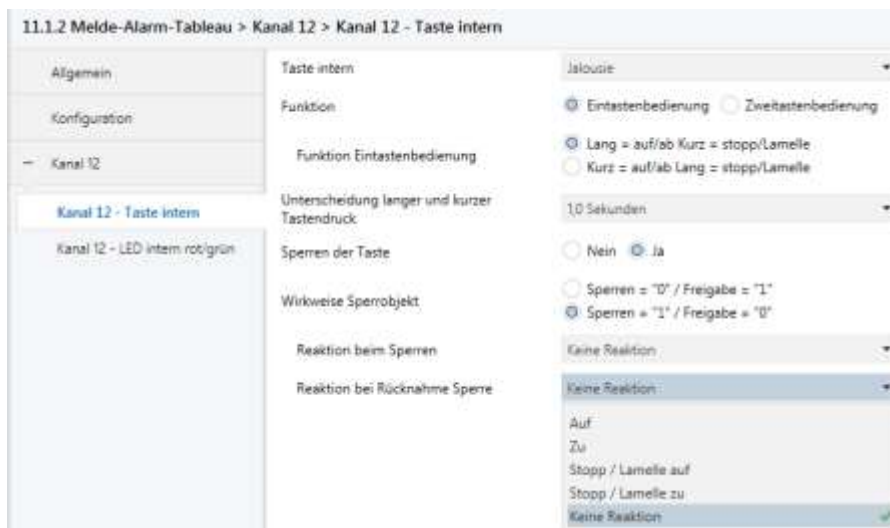 11.1.2 Melde-Alarm-Tableau > Kanal 12 > Kanal 12 - Taste intern
Allgemein
Konfiguration
− Kanal 12
Kanal 12 - Taste intern
Kanal 12 - LED intern rot/grün
Taste intern
Jalousie
Funktion
Eintastenbedienung Zweitastenbedienung
Funktion Eintastenbedienung
Lang = auf/ab Kurz = stopp/Lamelle
Kurz = auf/ab Lang = stopp/Lamelle
Unterscheidung langer und kurzer
Tastendruck
1,0 Sekunden
Sperren der Taste
Nein Ja
Wirkweise Sperrobjekt
Sperren = "0" / Freigabe = "1"
Sperren = "1" / Freigabe = "0"
Reaktion beim Sperren
Keine Reaktion
Reaktion bei Rücknahme Sperre
Keine Reaktion
Auf
Zu
Stopp / Lamelle auf
Stopp / Lamelle zu
Keine Reaktion